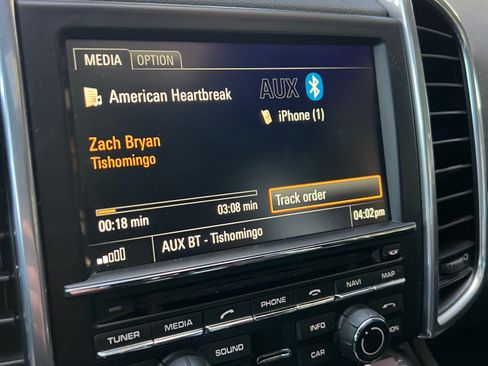 MEDIA OPTION
American Heartbreak AUX
iPhone (1)
Zach Bryan
Tishomingo
00:18 min 03:08 min Track order
AUX BT - Tishomingo 04:02pm
TUNER MEDIA PHONE NAVI MAP
SOUND INFO
CAR